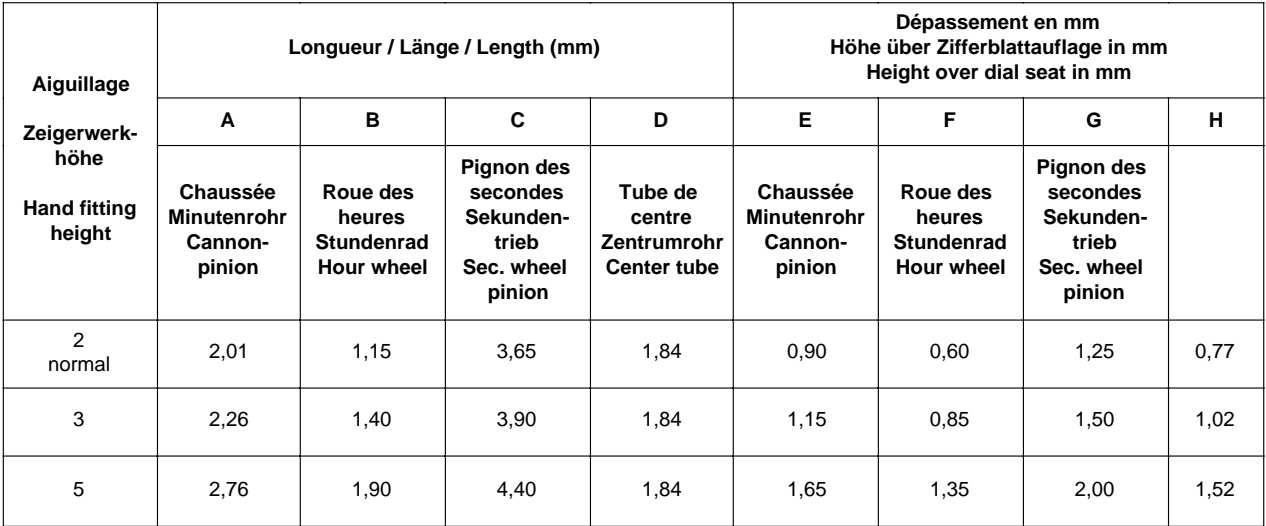 Aiguillage
Zeigerwerk-
höhe
Hand fitting
height
Longueur / Länge / Length (mm)
Dépassement en mm
Höhe über Zifferblattauflage in mm
Height over dial seat in mm
A B C D E F G H
Chaussée
Minutenrohr
Cannon-
pinion
Roue des
heures
Stundenrad
Hour wheel
Pignon des
secondes
Sekunden-
trieb
Sec. wheel
pinion
Tube de
centre
Zentrumrohr
Center tube
Chaussée
Minutenrohr
Cannon-
pinion
Roue des
heures
Stundenrad
Hour wheel
Pignon des
secondes
Sekunden-
trieb
Sec. wheel
pinion
2
normal
2,01 1,15 3,65 1,84 0,90 0,60 1,25 0,77
3 2,26 1,40 3,90 1,84 1,15 0,85 1,50 1,02
5 2,76 1,90 4,40 1,84 1,65 1,35 2,00 1,52